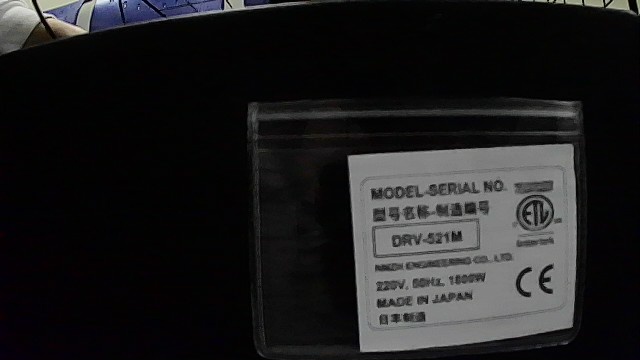 MODEL-SERIAL NO.
型号名称-制造编号
DRV-521M
ENGINEERING CO., LTD.
220V, 50Hz, 1500W
MADE IN JAPAN
日本制造
ETL
CE